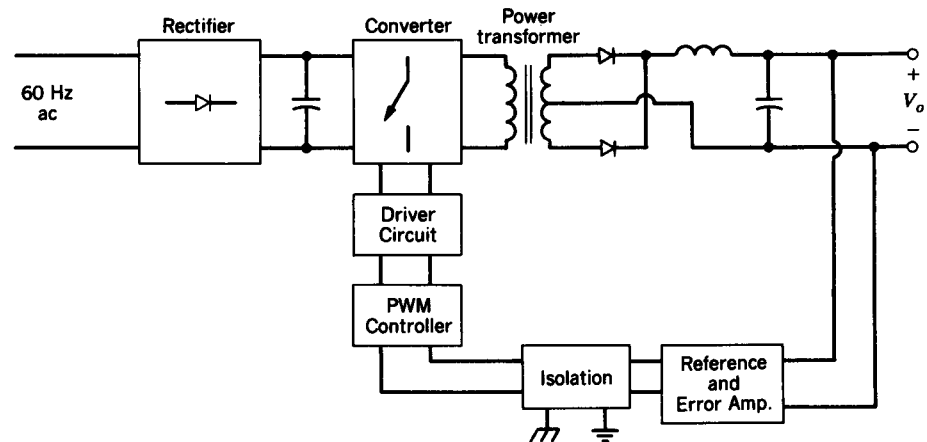 Rectifier
Converter
Power
transformer
60 Hz
ac
+
V_o
−
Driver
Circuit
PWM
Controller
Isolation
Reference
and
Error Amp.